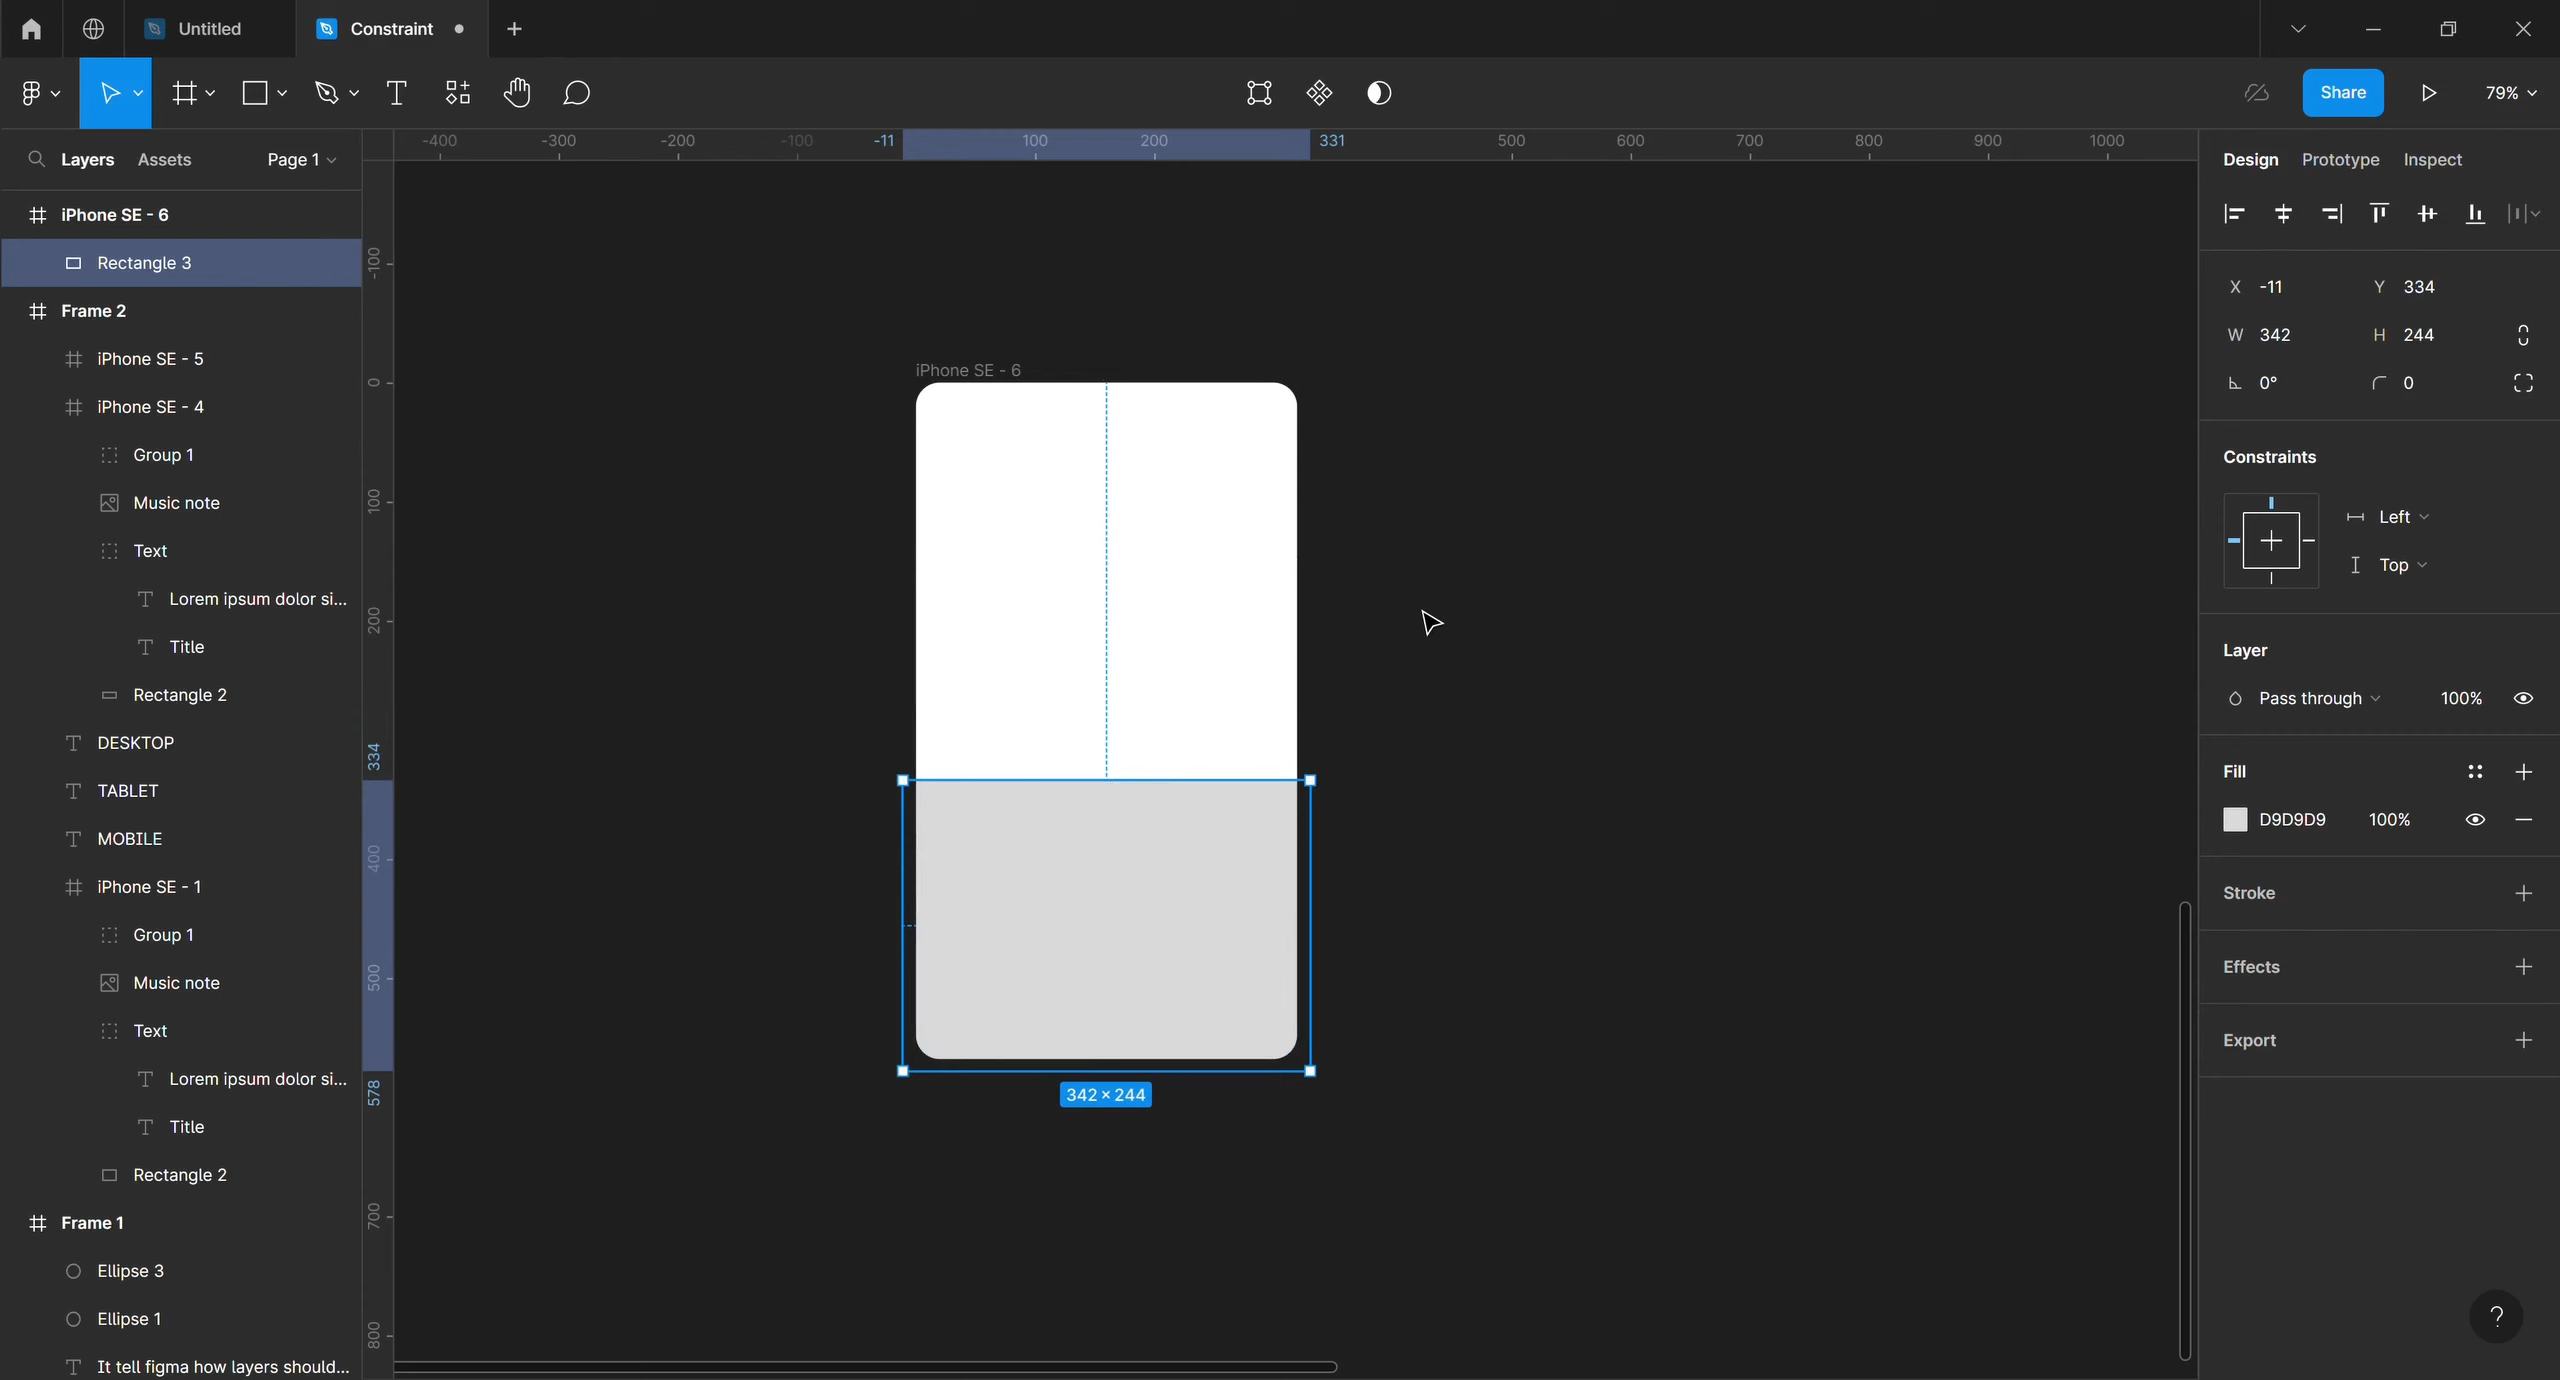 Untitled
Constraint
Share
79%
Layers
Assets
Page 1
iPhone SE - 6
Rectangle 3
Frame 2
iPhone SE - 5
iPhone SE - 4
Group 1
Music note
Text
Lorem ipsum dolor si...
Title
Rectangle 2
DESKTOP
TABLET
MOBILE
iPhone SE - 1
Group 1
Music note
Text
Lorem ipsum dolor si...
Title
Rectangle 2
Frame 1
Ellipse 3
Ellipse 1
It tell figma how layers should...
-400 -300 -200 -100 -11 100 200 331 500 600 700 800 900 1000
-100
0
100
200
334
400
500
578
700
800
iPhone SE - 6
342 × 244
Design
Prototype
Inspect
X -11 Y 334
W 342 H 244
0° 0
Constraints
Left
Top
Layer
Pass through 100%
Fill
D9D9D9 100%
Stroke
Effects
Export
?